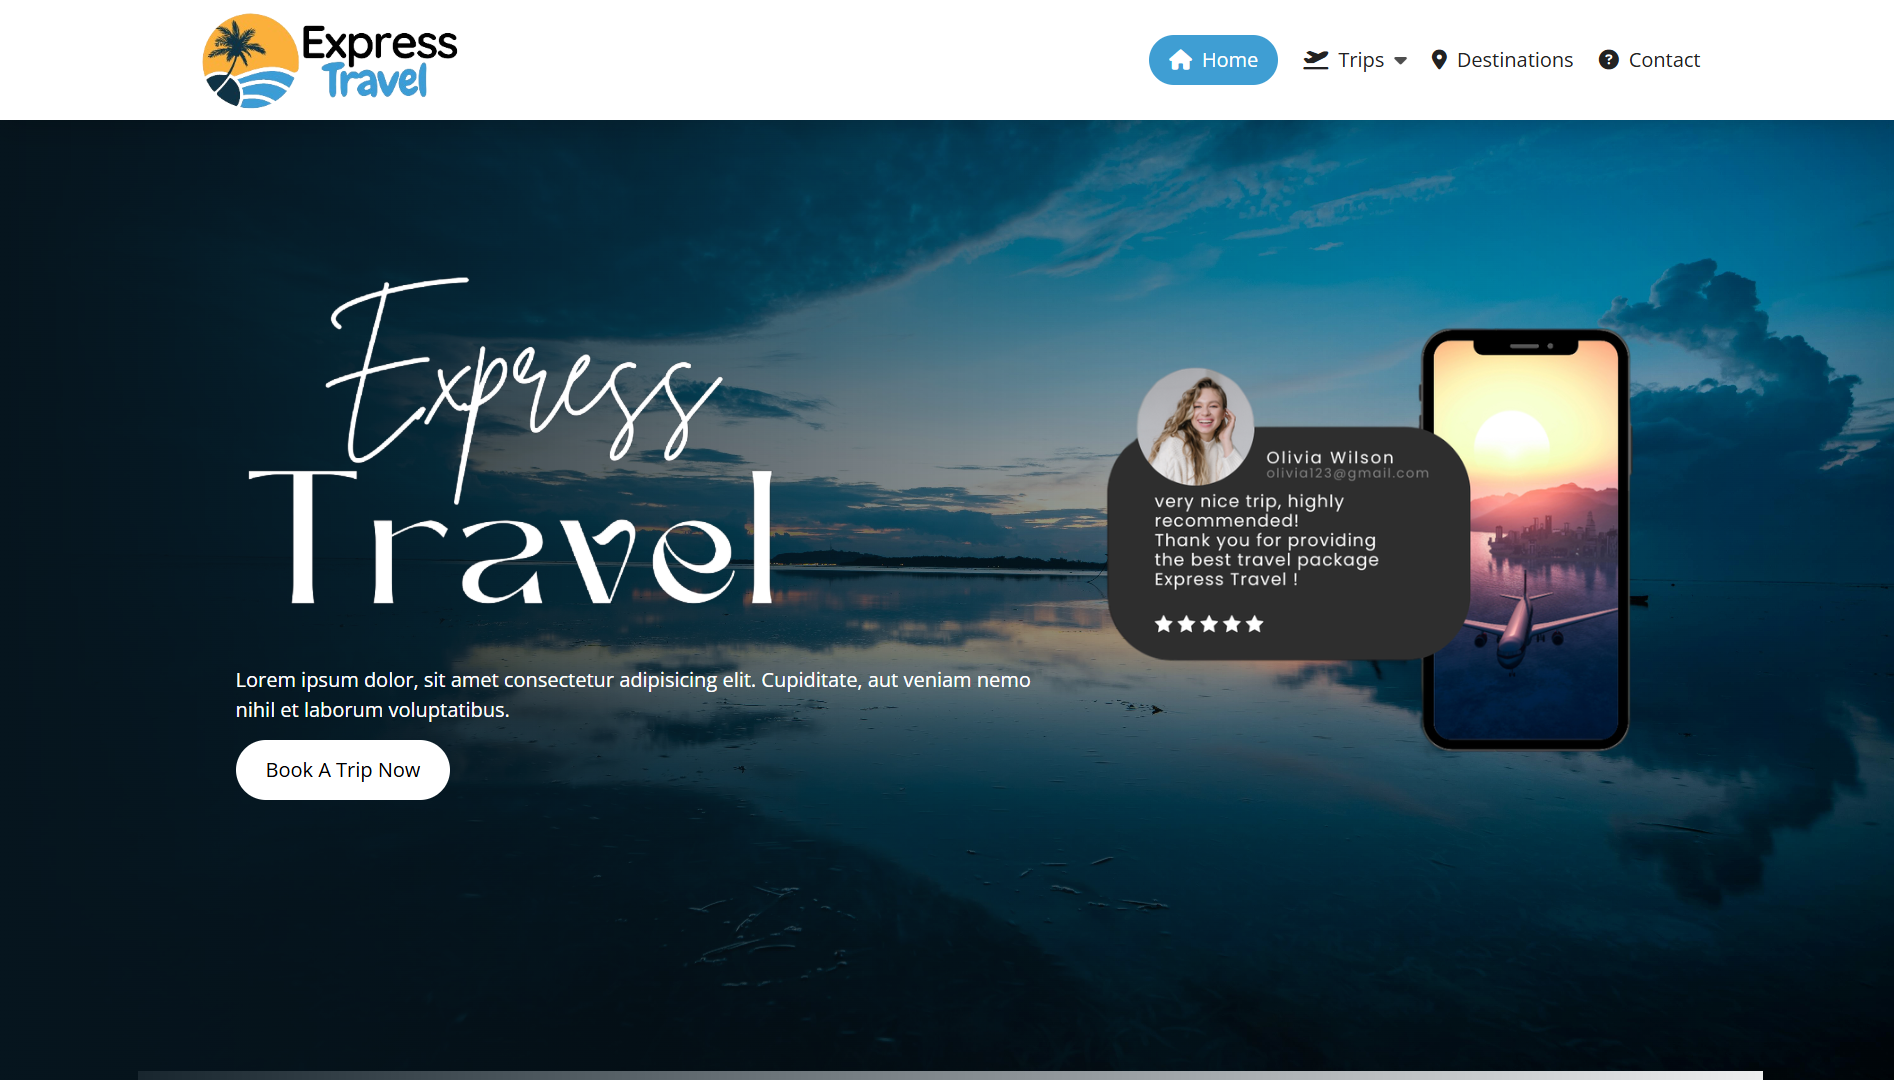 Express
Travel
Home
Trips
Destinations
Contact
Express
Travel
Olivia Wilson
olivia123@gmail.com
very nice trip, highly
recommended!
Thank you for providing
the best travel package
Express Travel !
Lorem ipsum dolor, sit amet consectetur adipisicing elit. Cupiditate, aut veniam nemo
nihil et laborum voluptatibus.
Book A Trip Now